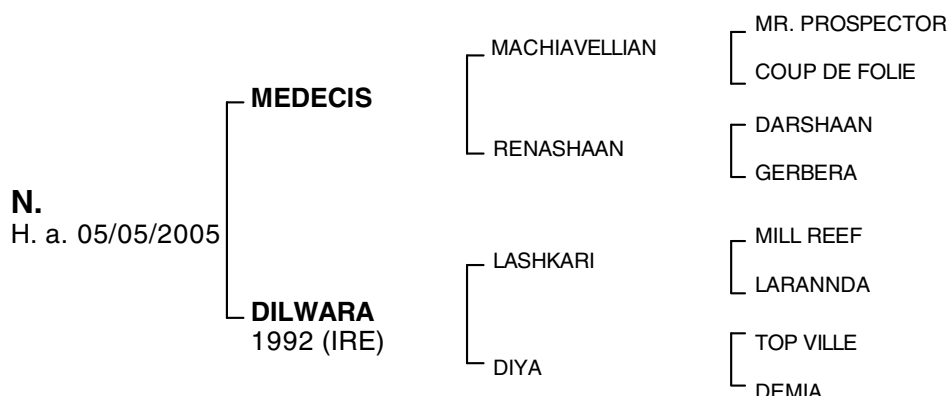 MR. PROSPECTOR
MACHIAVELLIAN
COUP DE FOLIE
MEDECIS
DARSHAAN
RENASHAAN
GERBERA
N.
H. a. 05/05/2005
MILL REEF
LASHKARI
LARANNDA
DILWARA
1992 (IRE)
TOP VILLE
DIYA
DEMIA